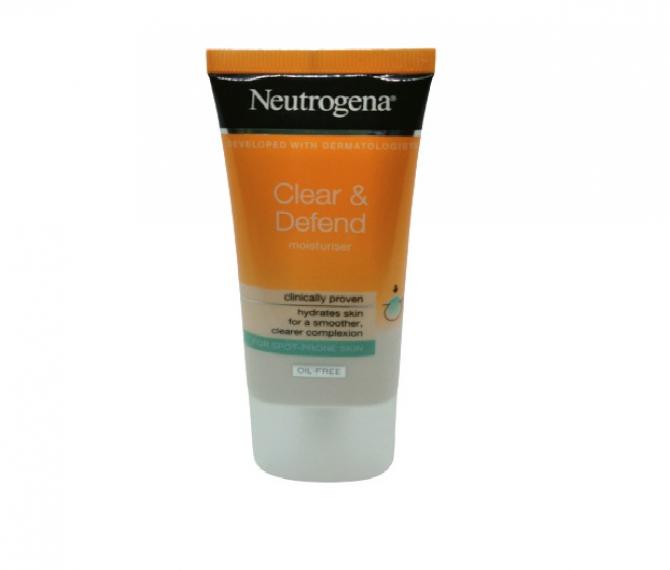 Neutrogena®
DEVELOPED WITH DERMATOLOGISTS
Clear &
Defend
moisturiser
clinically proven
hydrates skin
for a smoother,
clearer complexion
FOR SPOT-PRONE SKIN
OIL-FREE